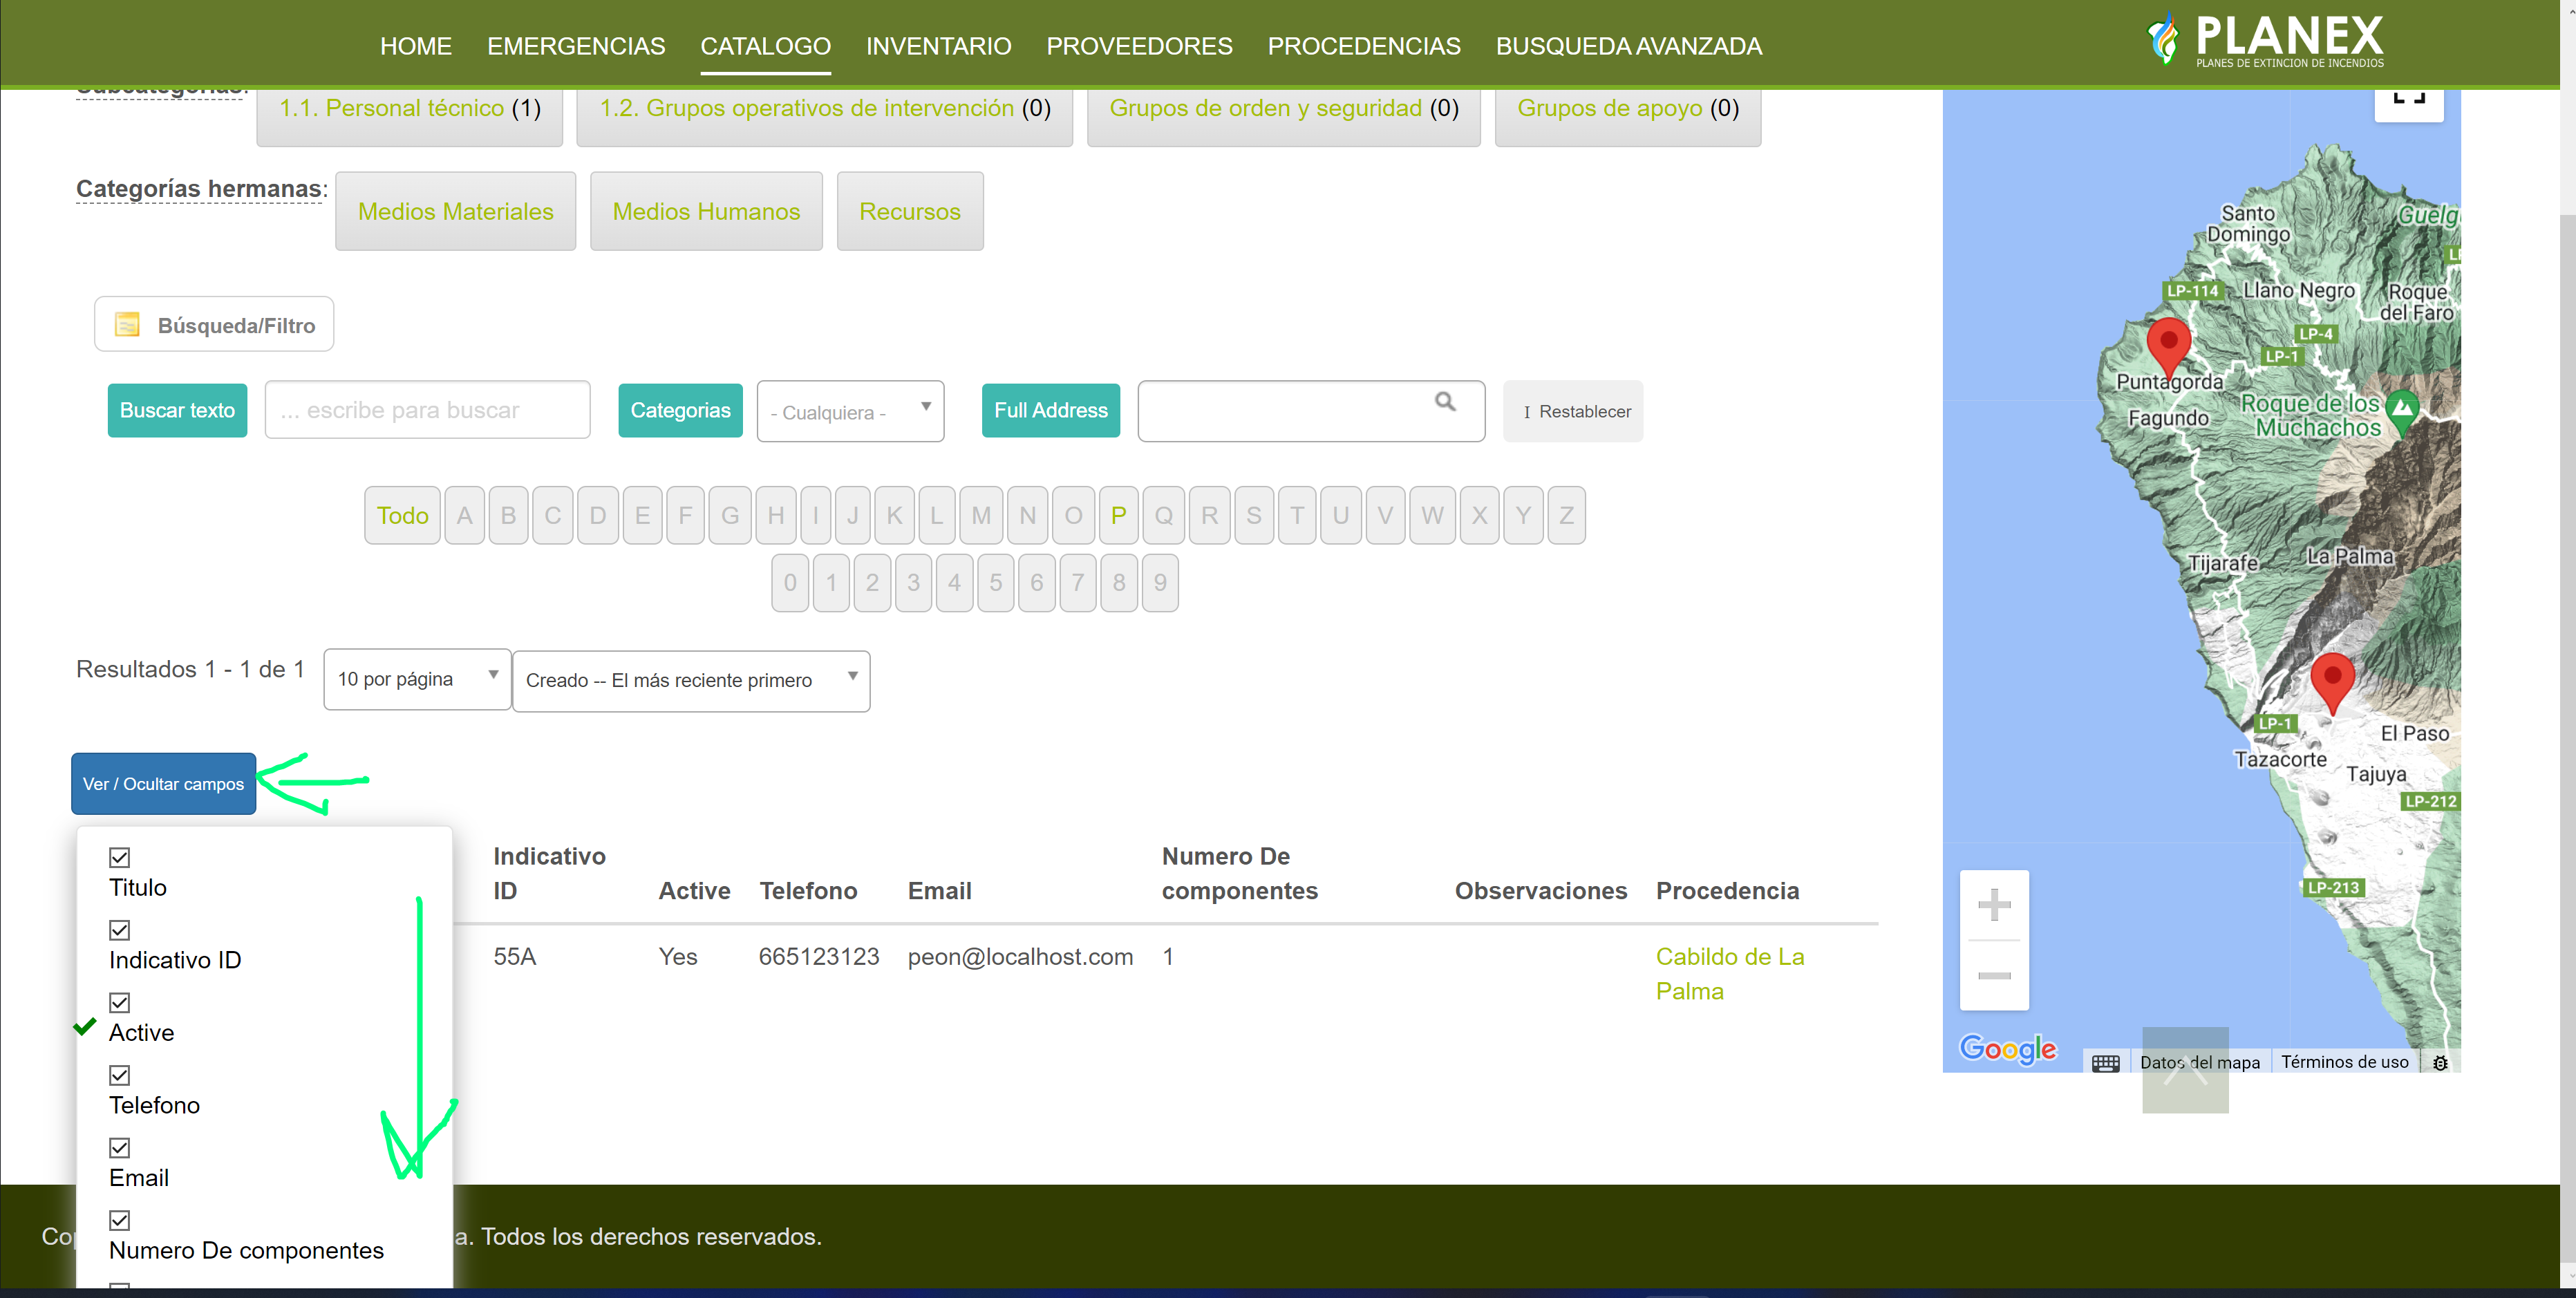 HOME EMERGENCIAS CATALOGO INVENTARIO PROVEEDORES PROCEDENCIAS BUSQUEDA AVANZADA
PLANEX
PLANES DE EXTINCION DE INCENDIOS
Subcategorías:
1.1. Personal técnico (1)
1.2. Grupos operativos de intervención (0)
Grupos de orden y seguridad (0)
Grupos de apoyo (0)
Categorías hermanas:
Medios Materiales
Medios Humanos
Recursos
Búsqueda/Filtro
Buscar texto
... escribe para buscar
Categorias
- Cualquiera -
Full Address
Restablecer
Todo A B C D E F G H I J K L M N O P Q R S T U V W X Y Z
0 1 2 3 4 5 6 7 8 9
Resultados 1 - 1 de 1
10 por página
Creado -- El más reciente primero
Ver / Ocultar campos
Titulo
Indicativo ID
Active
Telefono
Email
Numero De componentes
Indicativo ID
Active
Telefono
Email
Numero De componentes
Observaciones
Procedencia
55A
Yes
665123123
peon@localhost.com
1
Cabildo de La Palma
a. Todos los derechos reservados.
Santo Domingo
LP-114
Llano Negro
Roque del Faro
LP-4
LP-1
Puntagorda
Fagundo
Roque de los Muchachos
La Palma
Tijarafe
LP-1
El Paso
Tazacorte
Tajuya
LP-212
LP-213
Google
Datos del mapa
Términos de uso